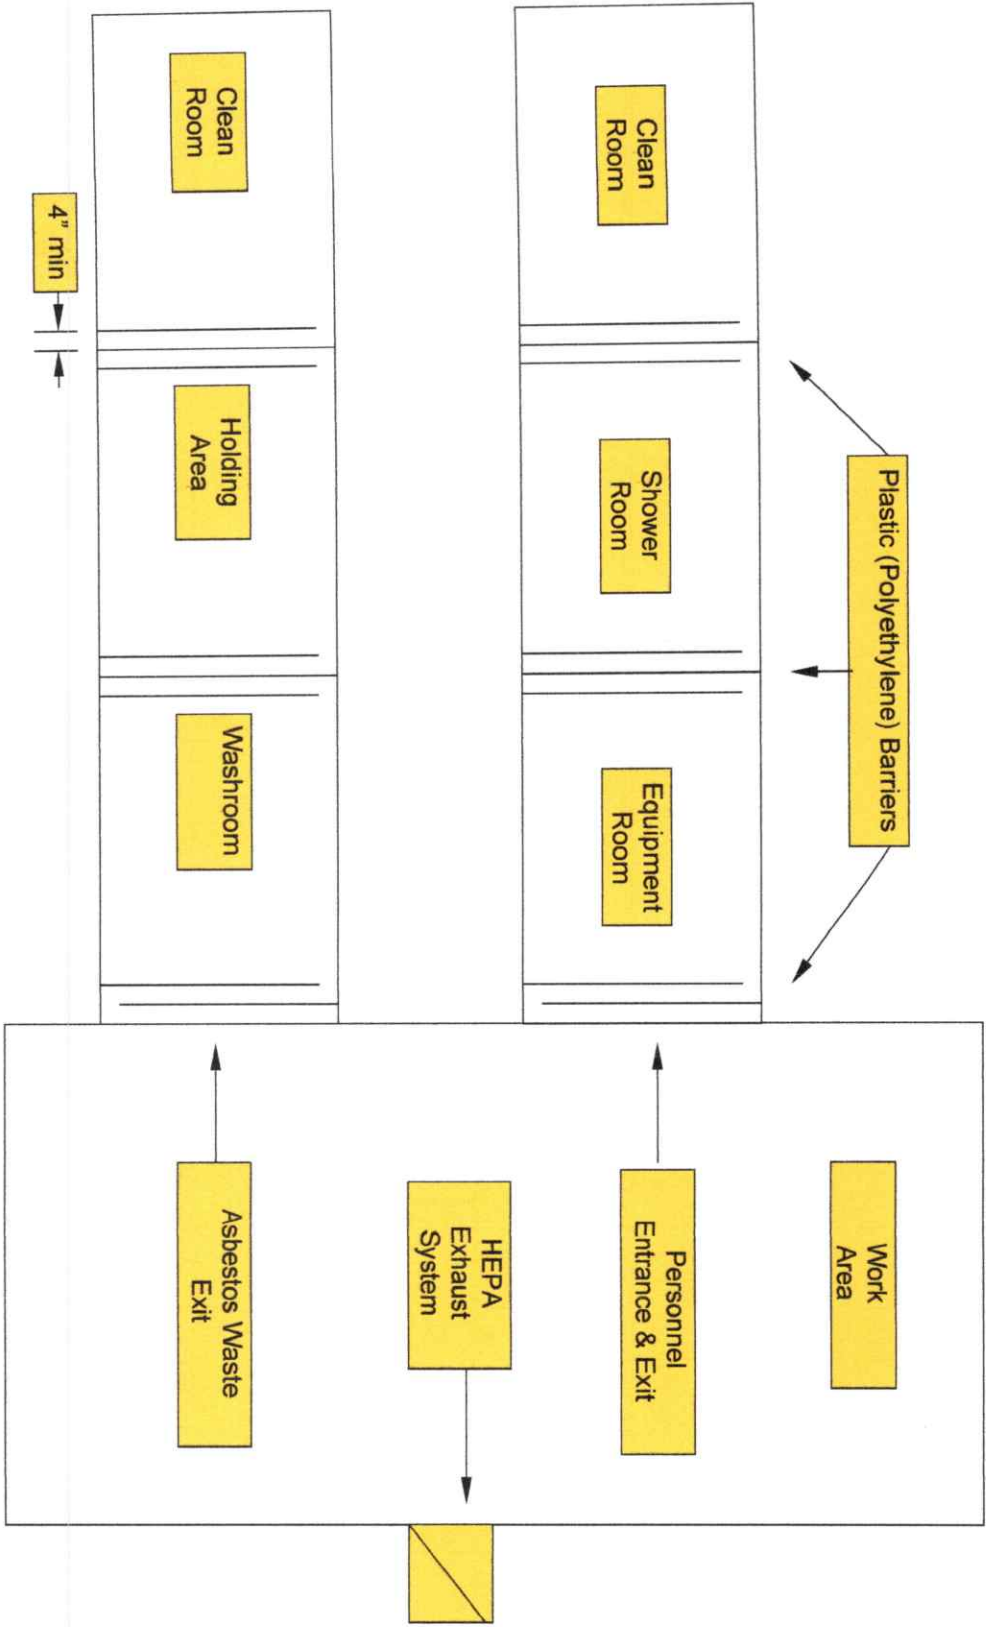 Plastic (Polyethylene) Barriers
Work
Area
Clean
Room
Shower
Room
Equipment
Room
Personnel
Entrance & Exit
HEPA
Exhaust
System
Clean
Room
Holding
Area
Washroom
Asbestos Waste
Exit
4" min